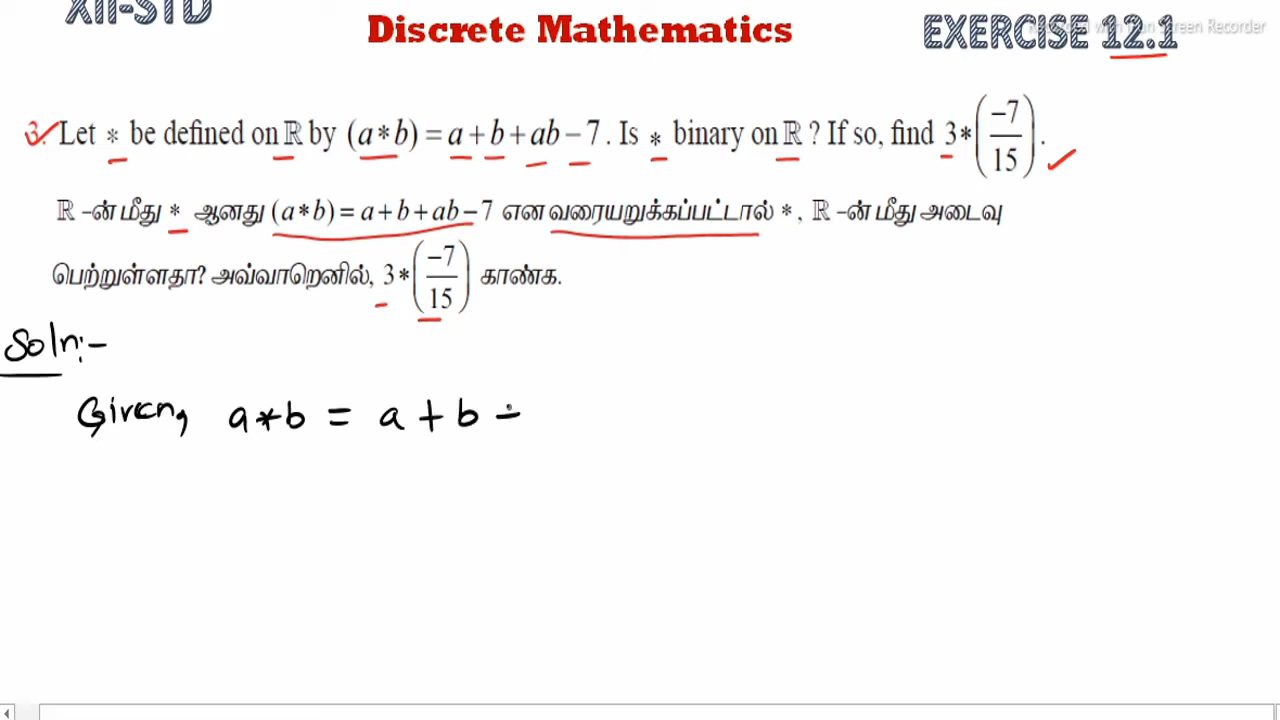 XII-STD
Discrete Mathematics
EXERCISE 12.1
Screen Recorder
3. Let * be defined on ℝ by (a * b) = a + b + ab − 7. Is * binary on ℝ ? If so, find 3 * (−7/15).
ℝ -ன் மீது * ஆனது (a * b) = a + b + ab − 7 என வரையறுக்கப்பட்டால் *, ℝ -ன் மீது அடைவு
பெற்றுள்ளதா? அவ்வாறெனில், 3 * (−7/15) காண்க.
Soln:-
Given, a * b = a + b